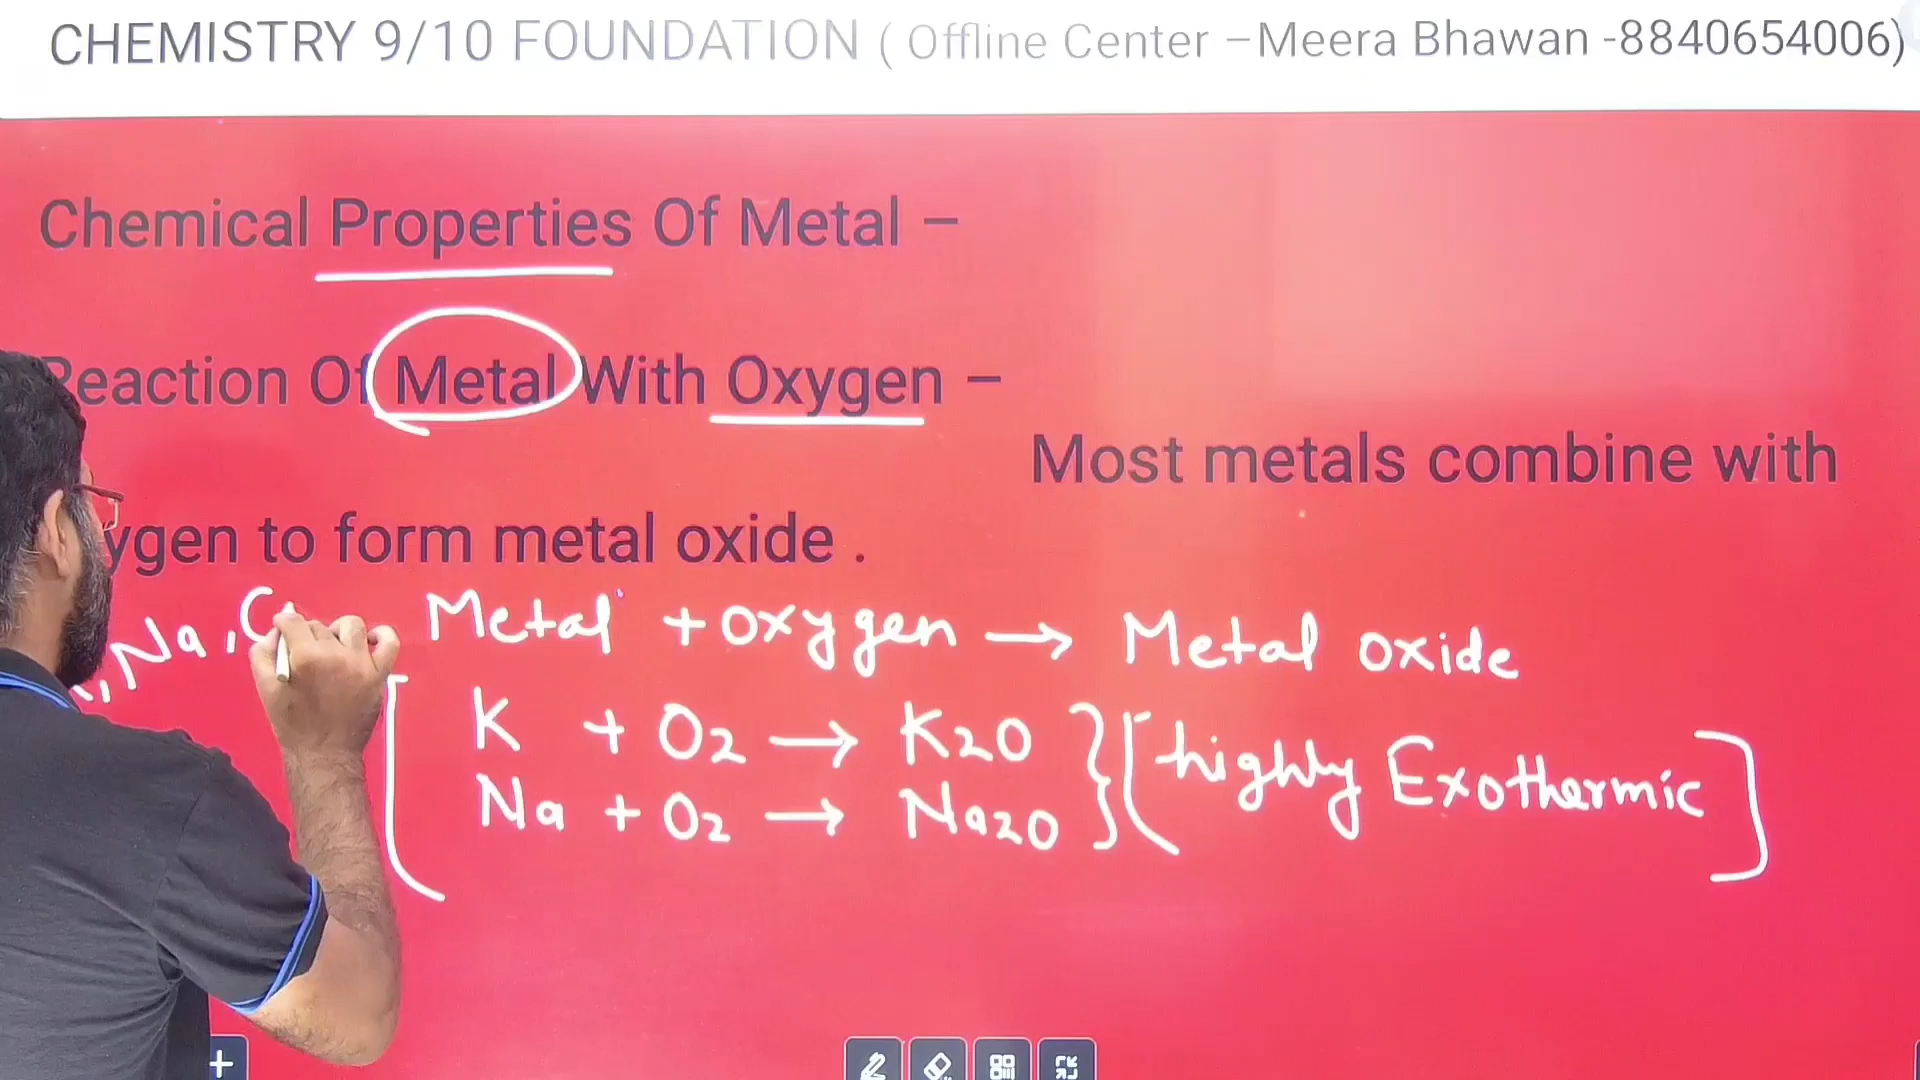 CHEMISTRY 9/10 FOUNDATION ( Offline Center –Meera Bhawan -8840654006)
Chemical Properties Of Metal –
Reaction Of Metal With Oxygen –
Most metals combine with
ygen to form metal oxide .
, Na, C
Metal + oxygen → Metal oxide
K + O2 → K2O } [ highly Exothermic ]
Na + O2 → Na2O